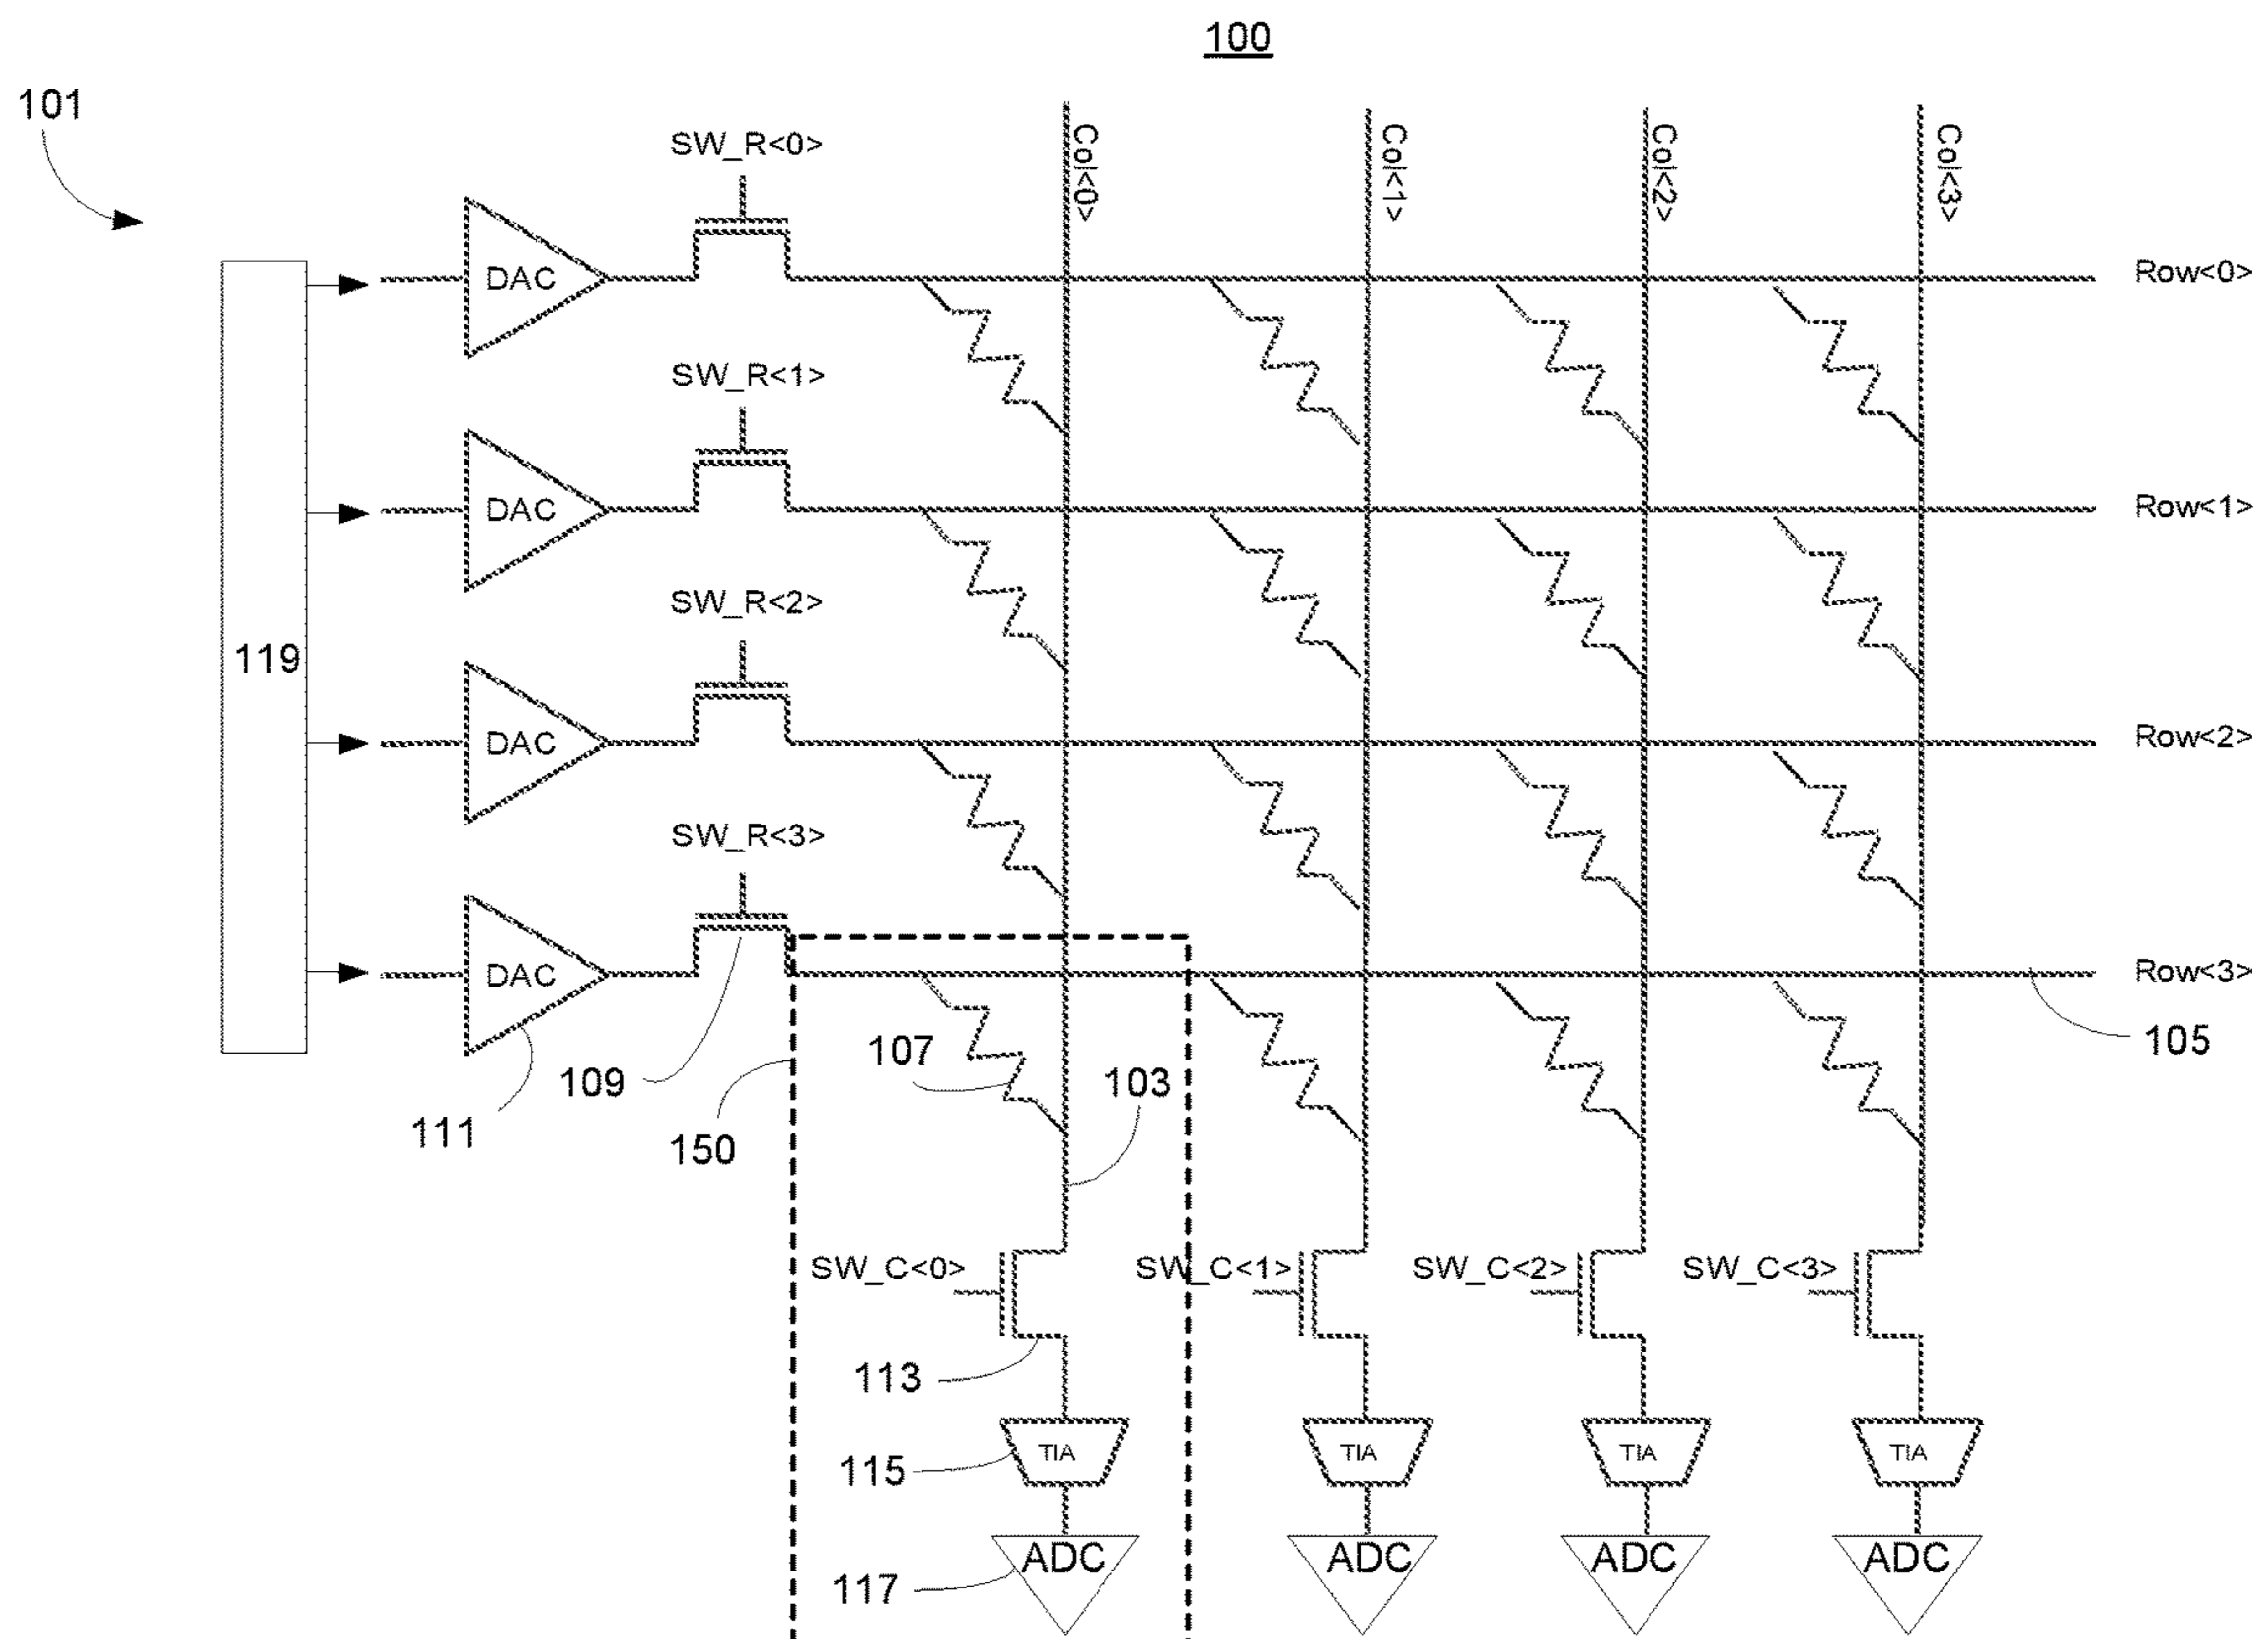 100
101
SW_R<0>
Col<0>
Col<1>
Col<2>
Col<3>
DAC
Row<0>
SW_R<1>
DAC
Row<1>
SW_R<2>
119
DAC
Row<2>
SW_R<3>
DAC
Row<3>
105
107
109
103
111
150
SW_C<0>
SW_C<1>
SW_C<2>
SW_C<3>
113
TIA
TIA
TIA
TIA
115
ADC
ADC
ADC
ADC
117